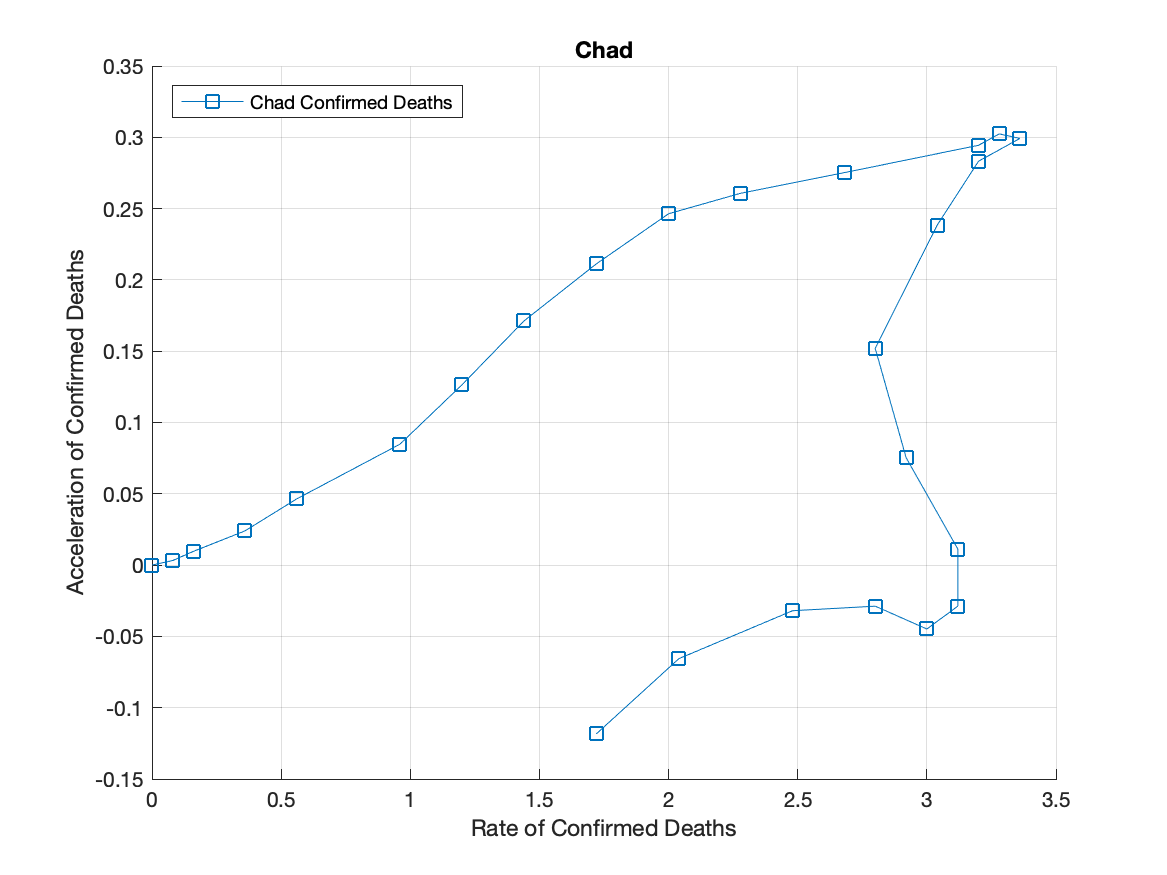 Chad
0.35
Chad Confirmed Deaths
0.3
0.25
0.2
0.15
0.1
0.05
0
-0.05
-0.1
-0.15
Acceleration of Confirmed Deaths
0 0.5 1 1.5 2 2.5 3 3.5
Rate of Confirmed Deaths